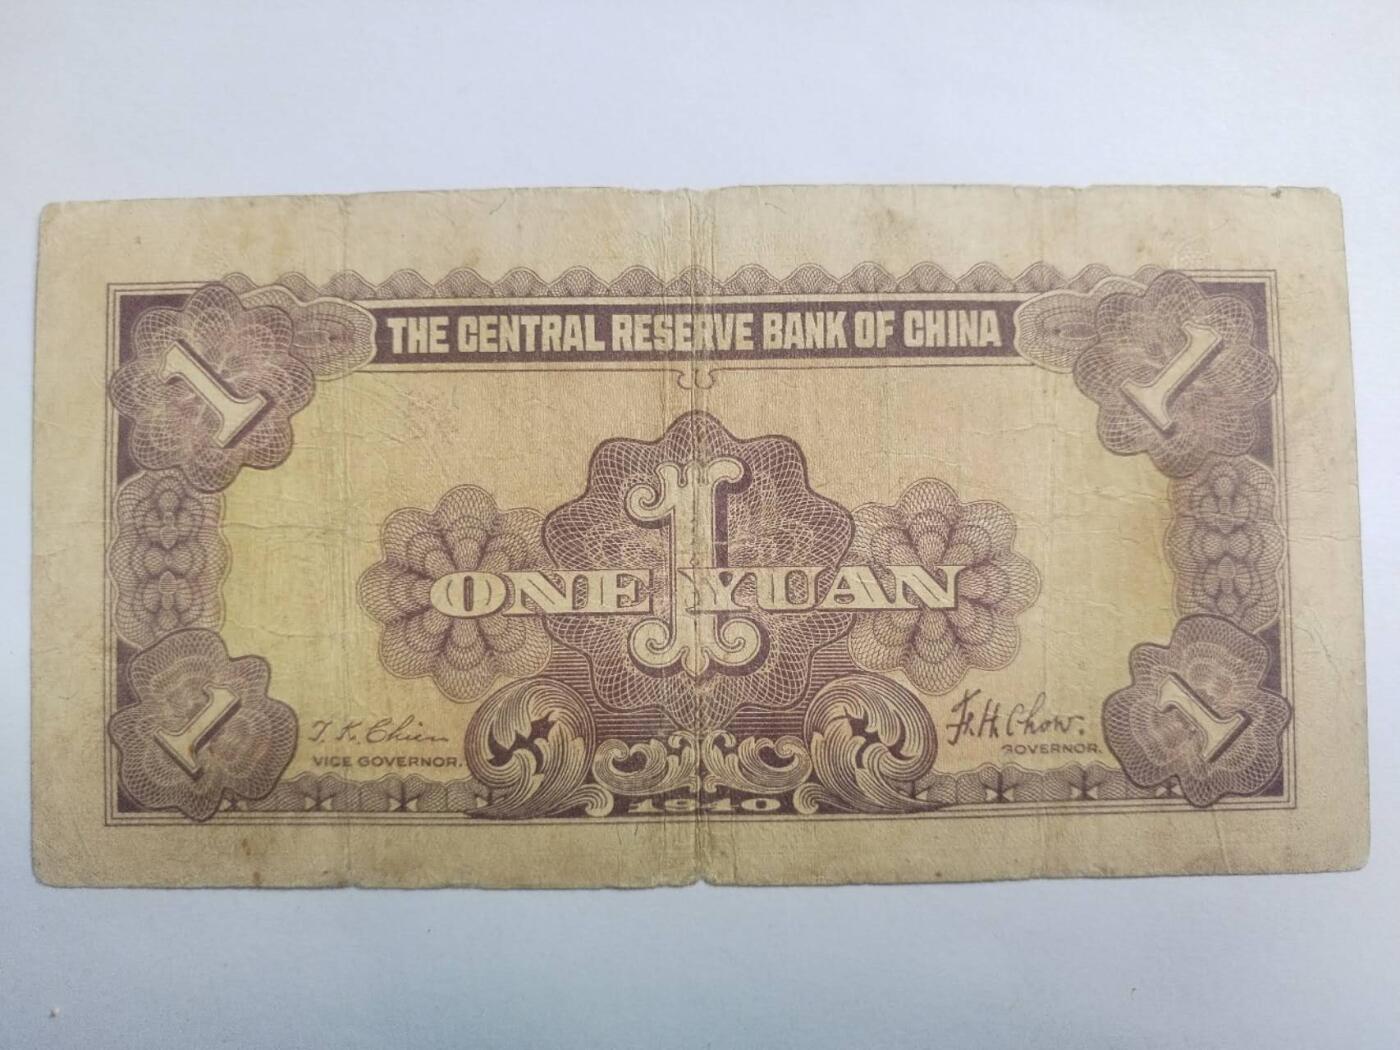 THE CENTRAL RESERVE BANK OF CHINA
1 1
1
ONE YUAN
T. K. Chien
VICE GOVERNOR.
Fr. H. Chow.
GOVERNOR.
1 1
1940